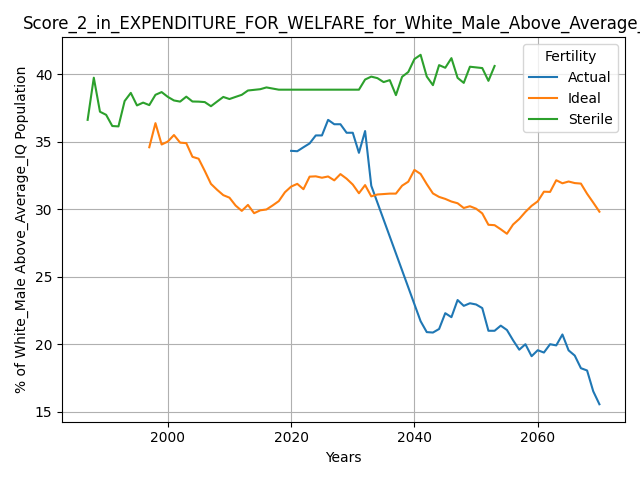 Score_2_in_EXPENDITURE_FOR_WELFARE_for_White_Male_Above_Average_
% of White_Male Above_Average_IQ Population
40
35
30
25
20
15
2000
2020
2040
2060
Years
Fertility
Actual
Ideal
Sterile